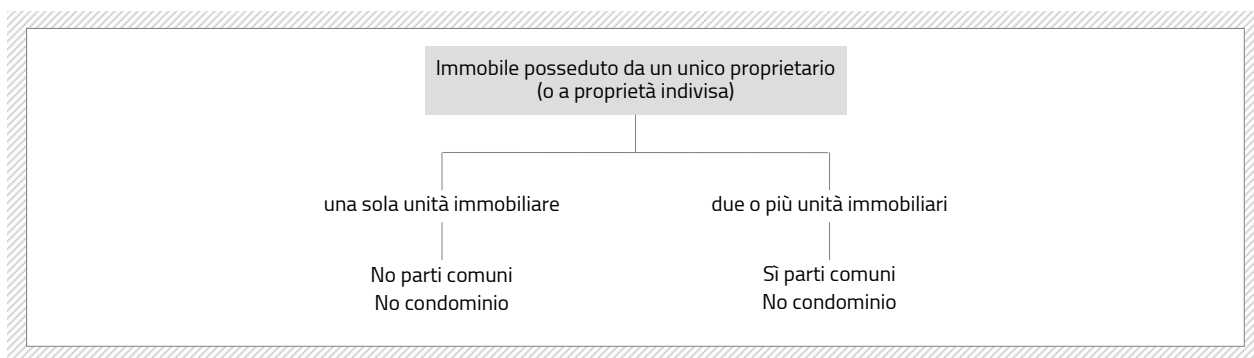 Immobile posseduto da un unico proprietario
(o a proprietà indivisa)
una sola unità immobiliare
due o più unità immobiliari
No parti comuni
No condominio
Sì parti comuni
No condominio